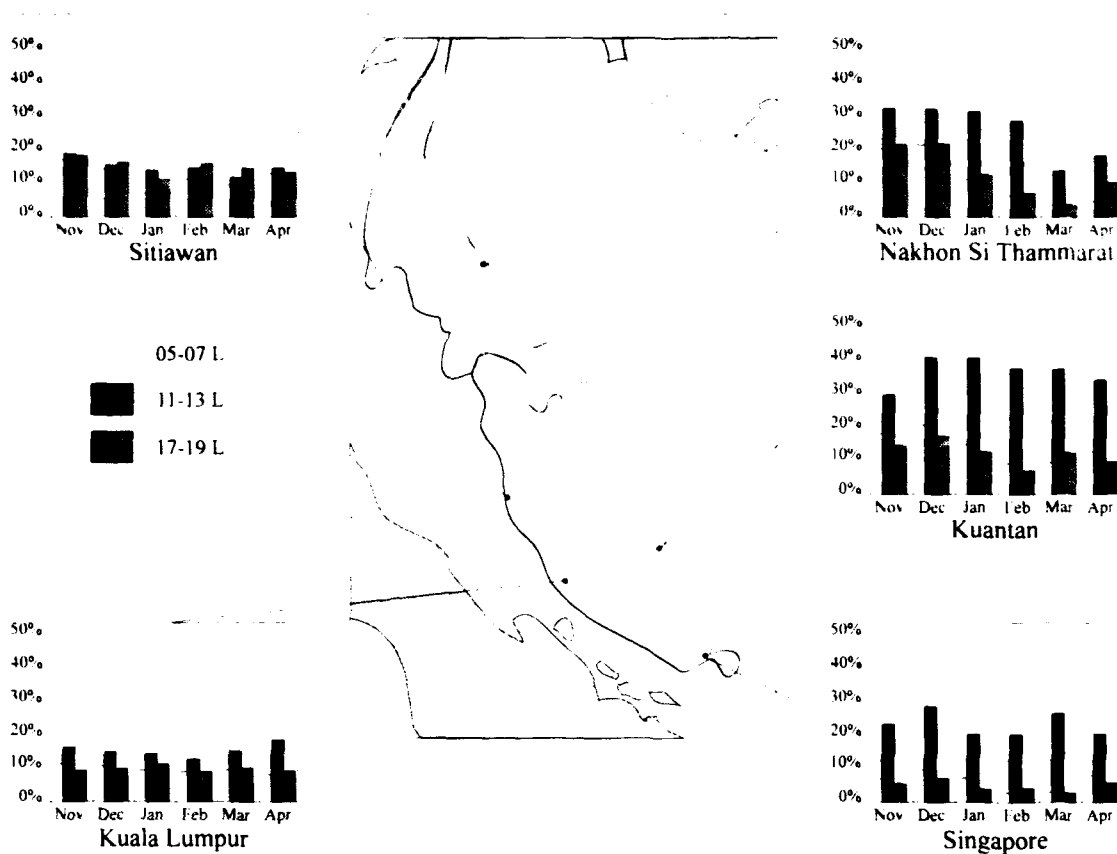 50%
40%
30%
20%
10%
0%
Nov Dec Jan Feb Mar Apr
Sitiawan
05-07 L
11-13 L
17-19 L
50%
40%
30%
20%
10%
0%
Nov Dec Jan Feb Mar Apr
Kuala Lumpur
50%
40%
30%
20%
10%
0%
Nov Dec Jan Feb Mar Apr
Nakhon Si Thammarat
50%
40%
30%
20%
10%
0%
Nov Dec Jan Feb Mar Apr
Kuantan
50%
40%
30%
20%
10%
0%
Nov Dec Jan Feb Mar Apr
Singapore